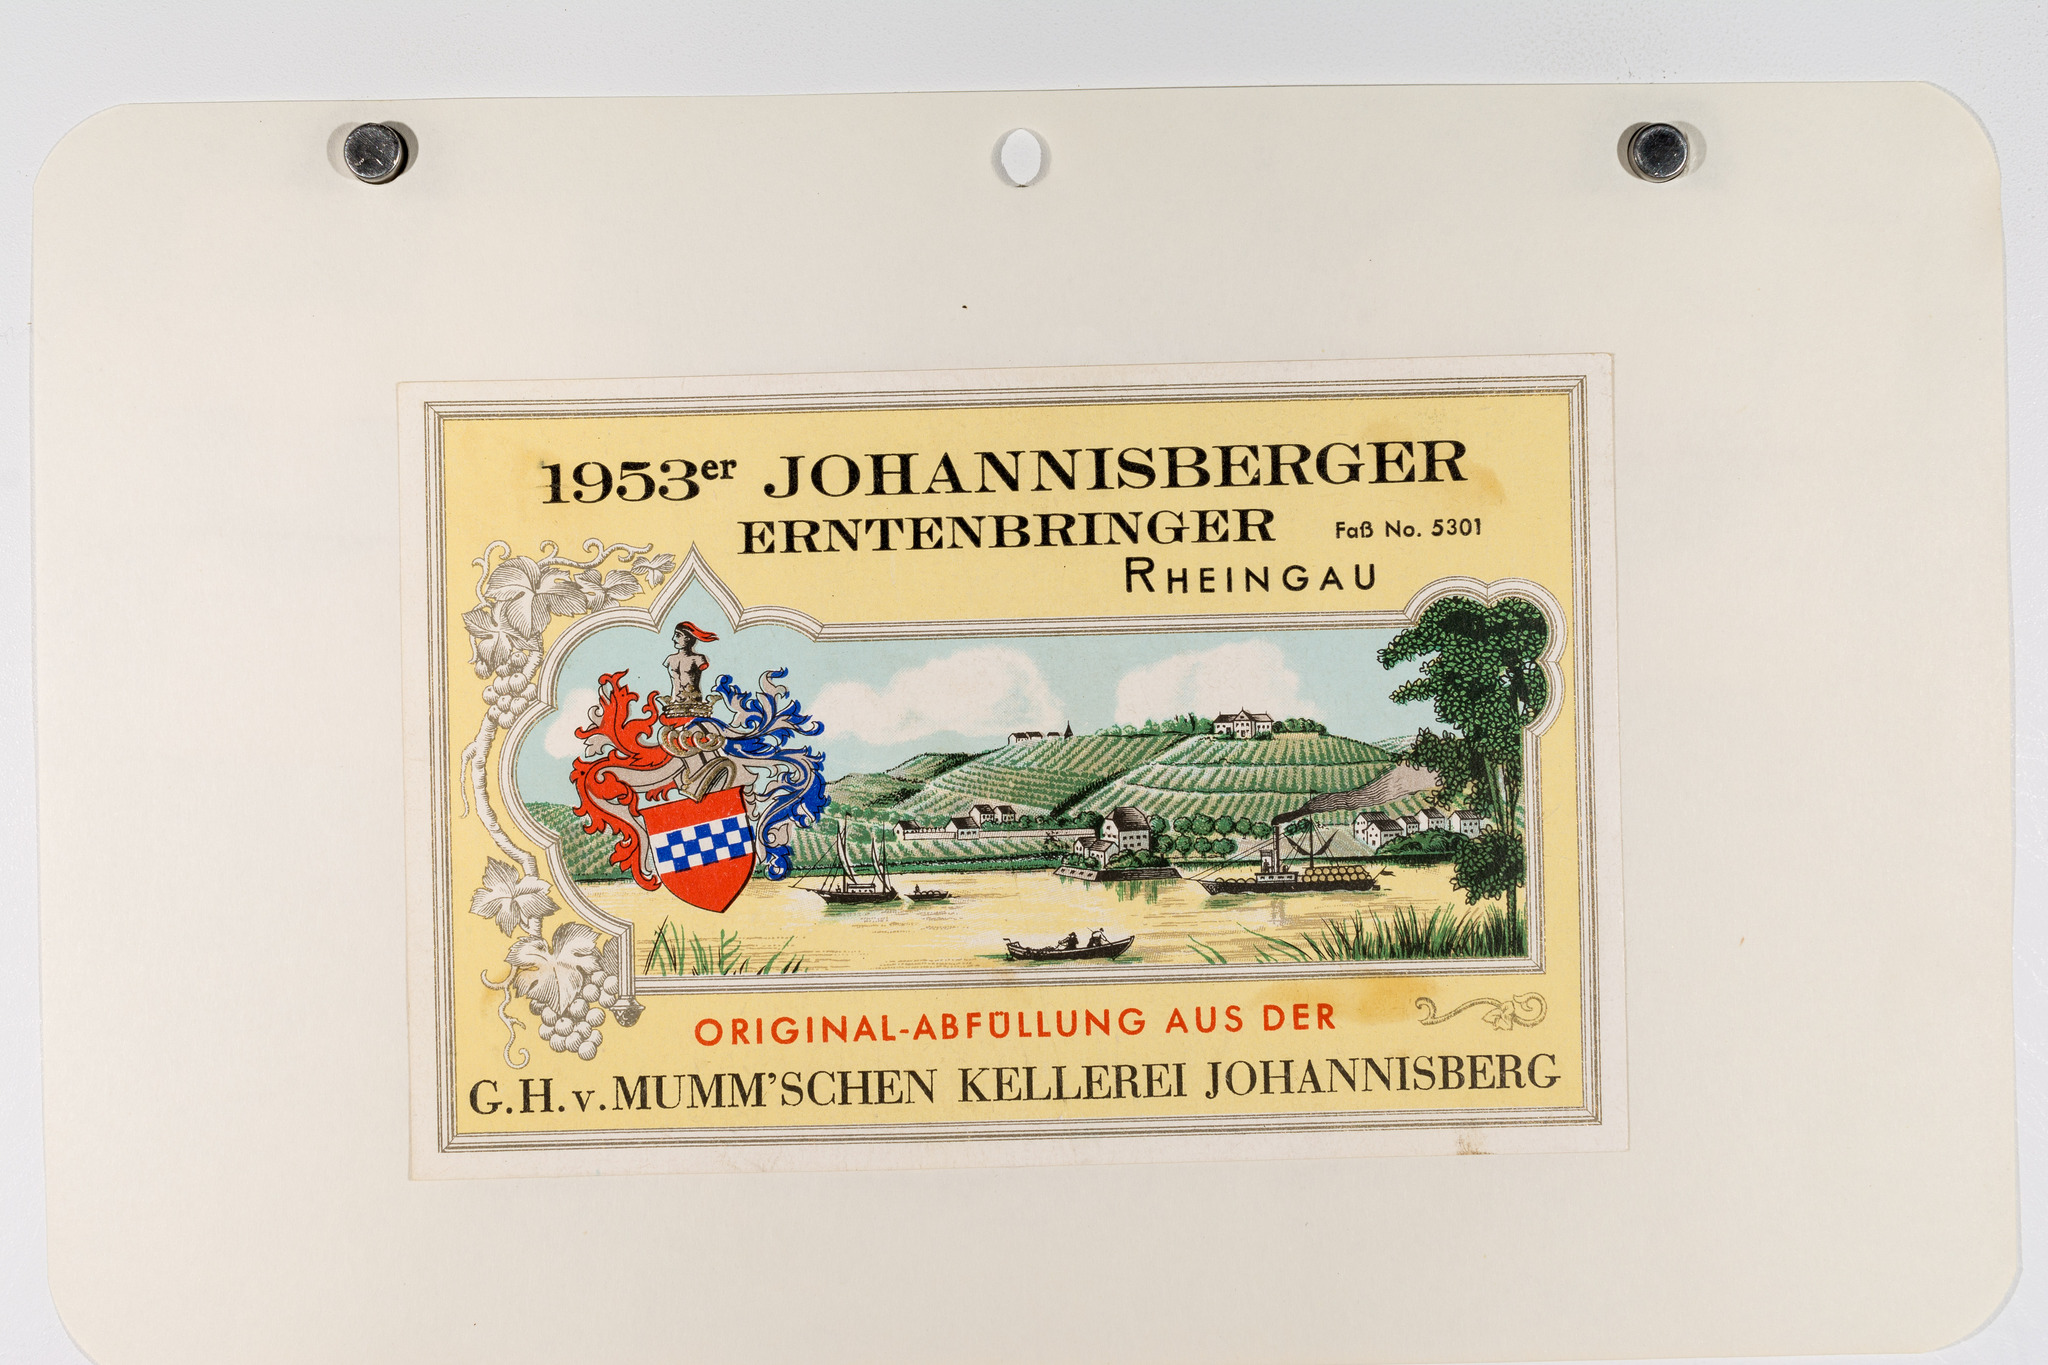 1953er JOHANNISBERGER
ERNTENBRINGER Faß No. 5301
RHEINGAU
ORIGINAL-ABFÜLLUNG AUS DER
G.H.v.MUMM'SCHEN KELLEREI JOHANNISBERG